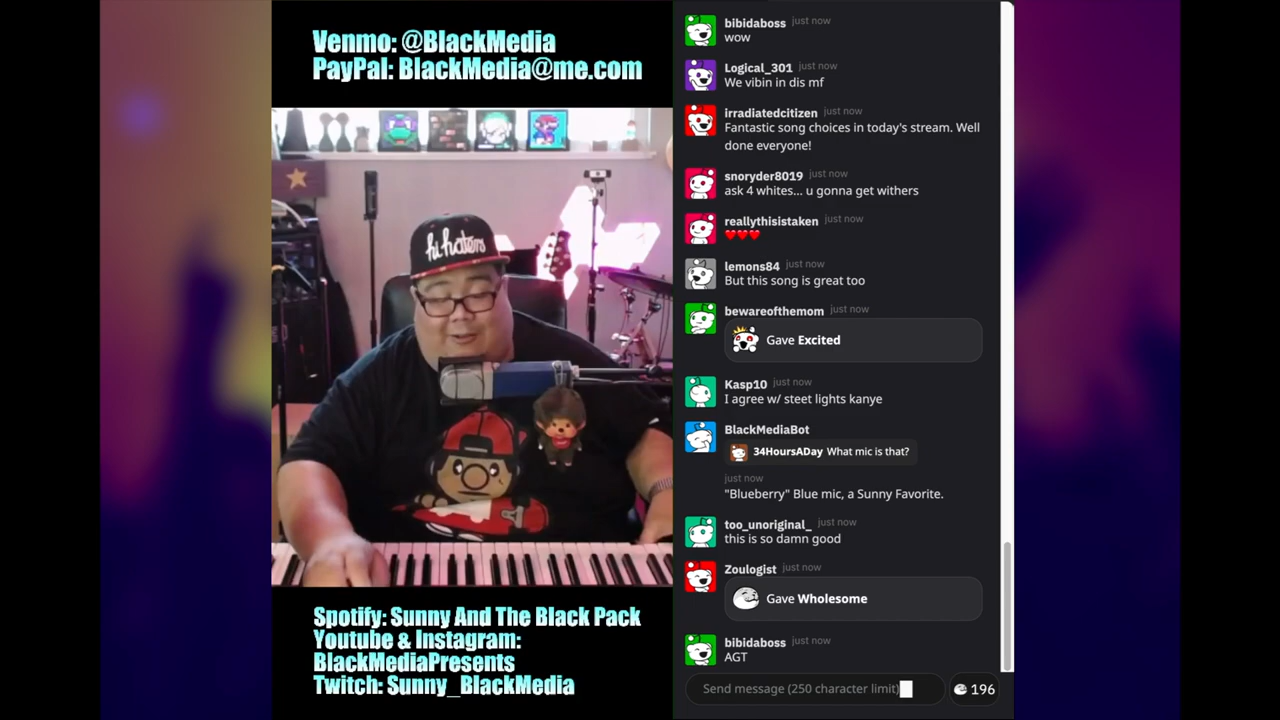 Venmo: @BlackMedia
PayPal: BlackMedia@me.com
hi haters
Spotify: Sunny And The Black Pack
Youtube & Instagram:
BlackMediaPresents
Twitch: Sunny_BlackMedia
bibidaboss just now
wow
Logical_301 just now
We vibin in dis mf
irradiatedcitizen just now
Fantastic song choices in today's stream. Well
done everyone!
snoryder8019 just now
ask 4 whites... u gonna get withers
reallythisistaken just now
lemons84 just now
But this song is great too
bewareofthemom just now
Gave Excited
Kasp10 just now
I agree w/ steet lights kanye
BlackMediaBot
34HoursADay What mic is that?
just now
"Blueberry" Blue mic, a Sunny Favorite.
too_unoriginal_ just now
this is so damn good
Zoulogist just now
Gave Wholesome
bibidaboss just now
AGT
Send message (250 character limit)
196